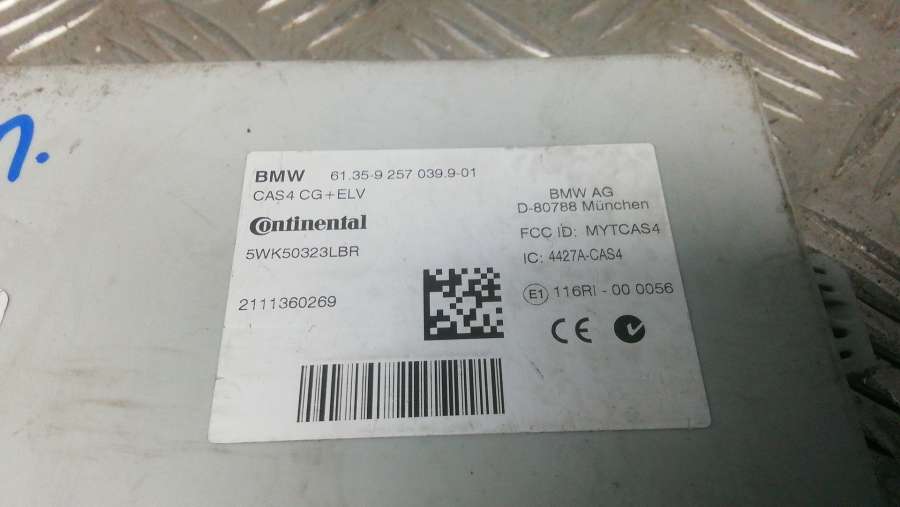 BMW 61.35-9 257 039.9-01
CAS4 CG+ELV
Continental
5WK50323LBR
2111360269
BMW AG
D-80788 München
FCC ID: MYTCAS4
IC: 4427A-CAS4
E1 116RI - 00 0056
CE